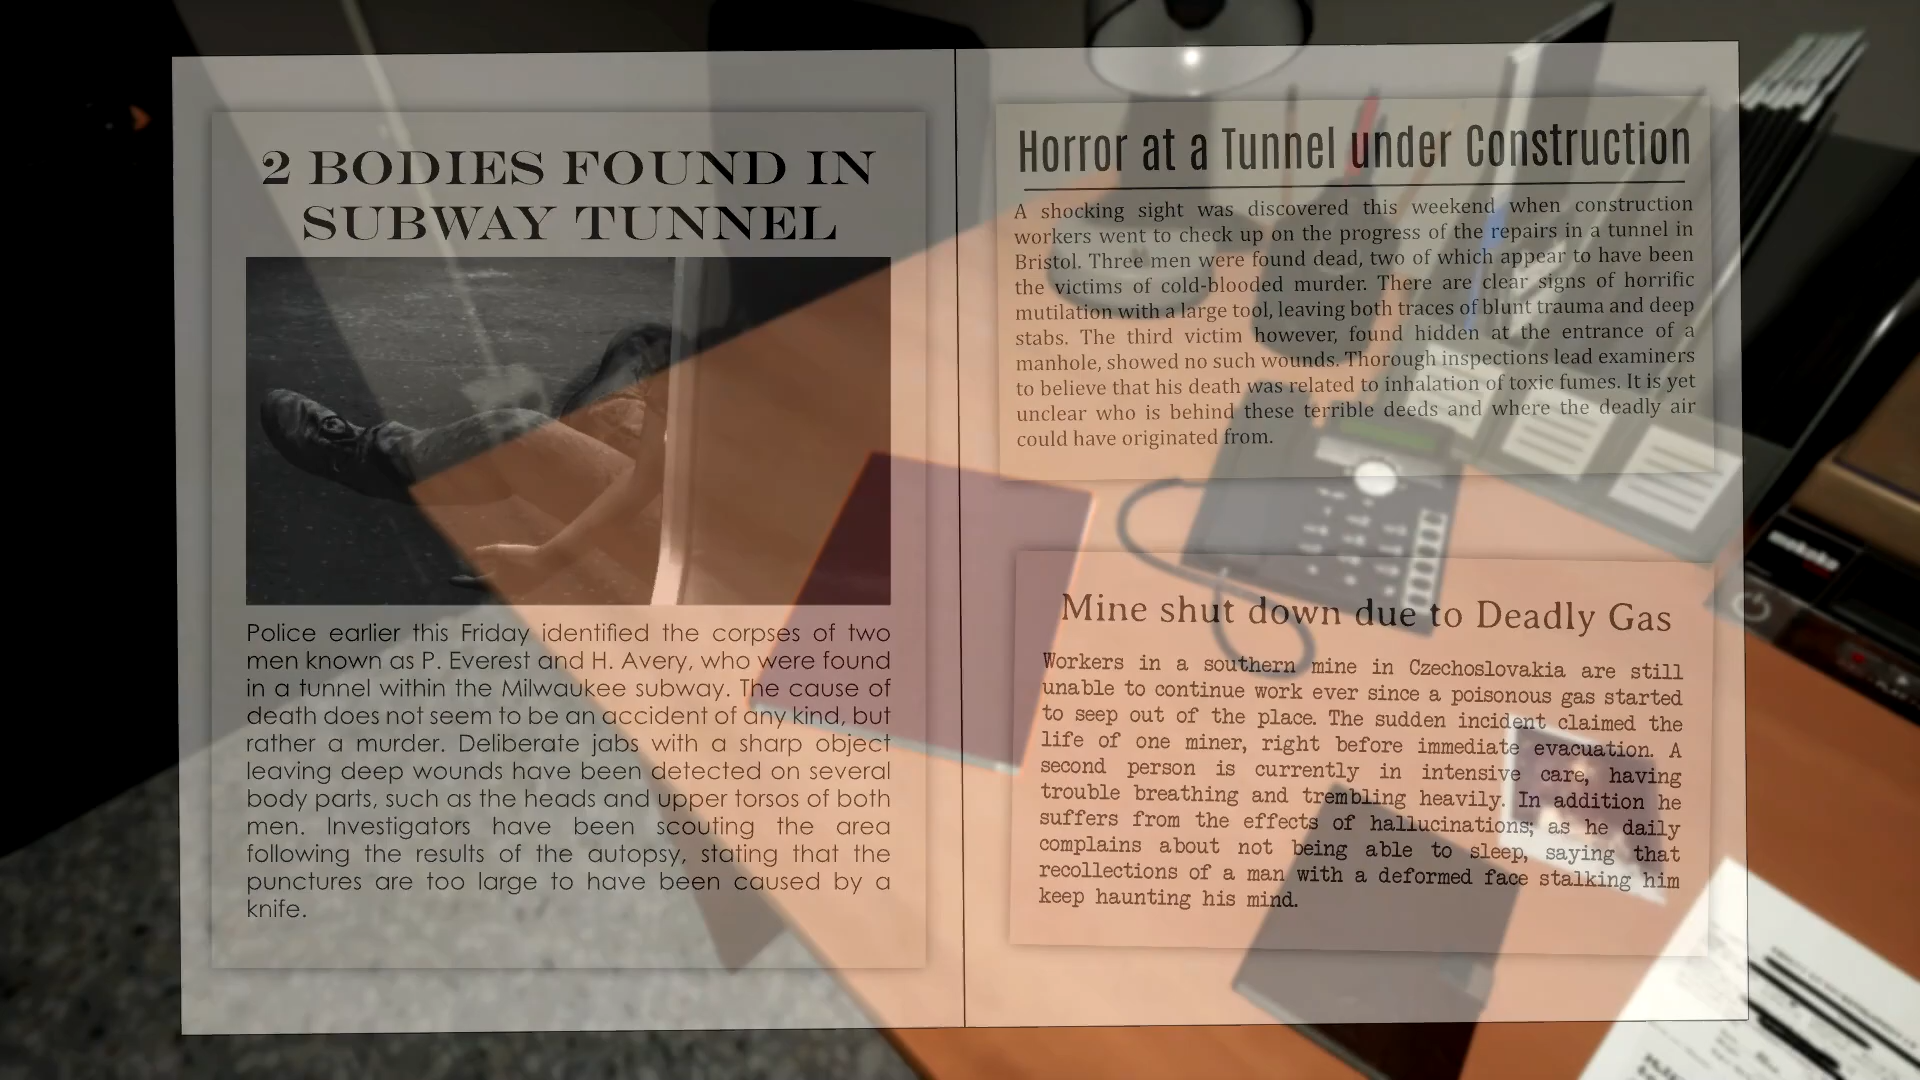 2 BODIES FOUND IN
SUBWAY TUNNEL
Police earlier this Friday identified the corpses of two
men known as P. Everest and H. Avery, who were found
in a tunnel within the Milwaukee subway. The cause of
death does not seem to be an accident of any kind, but
rather a murder. Deliberate jabs with a sharp object
leaving deep wounds have been detected on several
body parts, such as the heads and upper torsos of both
men. Investigators have been scouting the area
following the results of the autopsy, stating that the
punctures are too large to have been caused by a
knife.
Horror at a Tunnel under Construction
A shocking sight was discovered this weekend when construction
workers went to check up on the progress of the repairs in a tunnel in
Bristol. Three men were found dead, two of which appear to have been
the victims of cold-blooded murder. There are clear signs of horrific
mutilation with a large tool, leaving both traces of blunt trauma and deep
stabs. The third victim however, found hidden at the entrance of a
manhole, showed no such wounds. Thorough inspections lead examiners
to believe that his death was related to inhalation of toxic fumes. It is yet
unclear who is behind these terrible deeds and where the deadly air
could have originated from.
Mine shut down due to Deadly Gas
Workers in a southern mine in Czechoslovakia are still
unable to continue work ever since a poisonous gas started
to seep out of the place. The sudden incident claimed the
life of one miner, right before immediate evacuation. A
second person is currently in intensive care, having
trouble breathing and trembling heavily. In addition he
suffers from the effects of hallucinations; as he daily
complains about not being able to sleep, saying that
recollections of a man with a deformed face stalking him
keep haunting his mind.